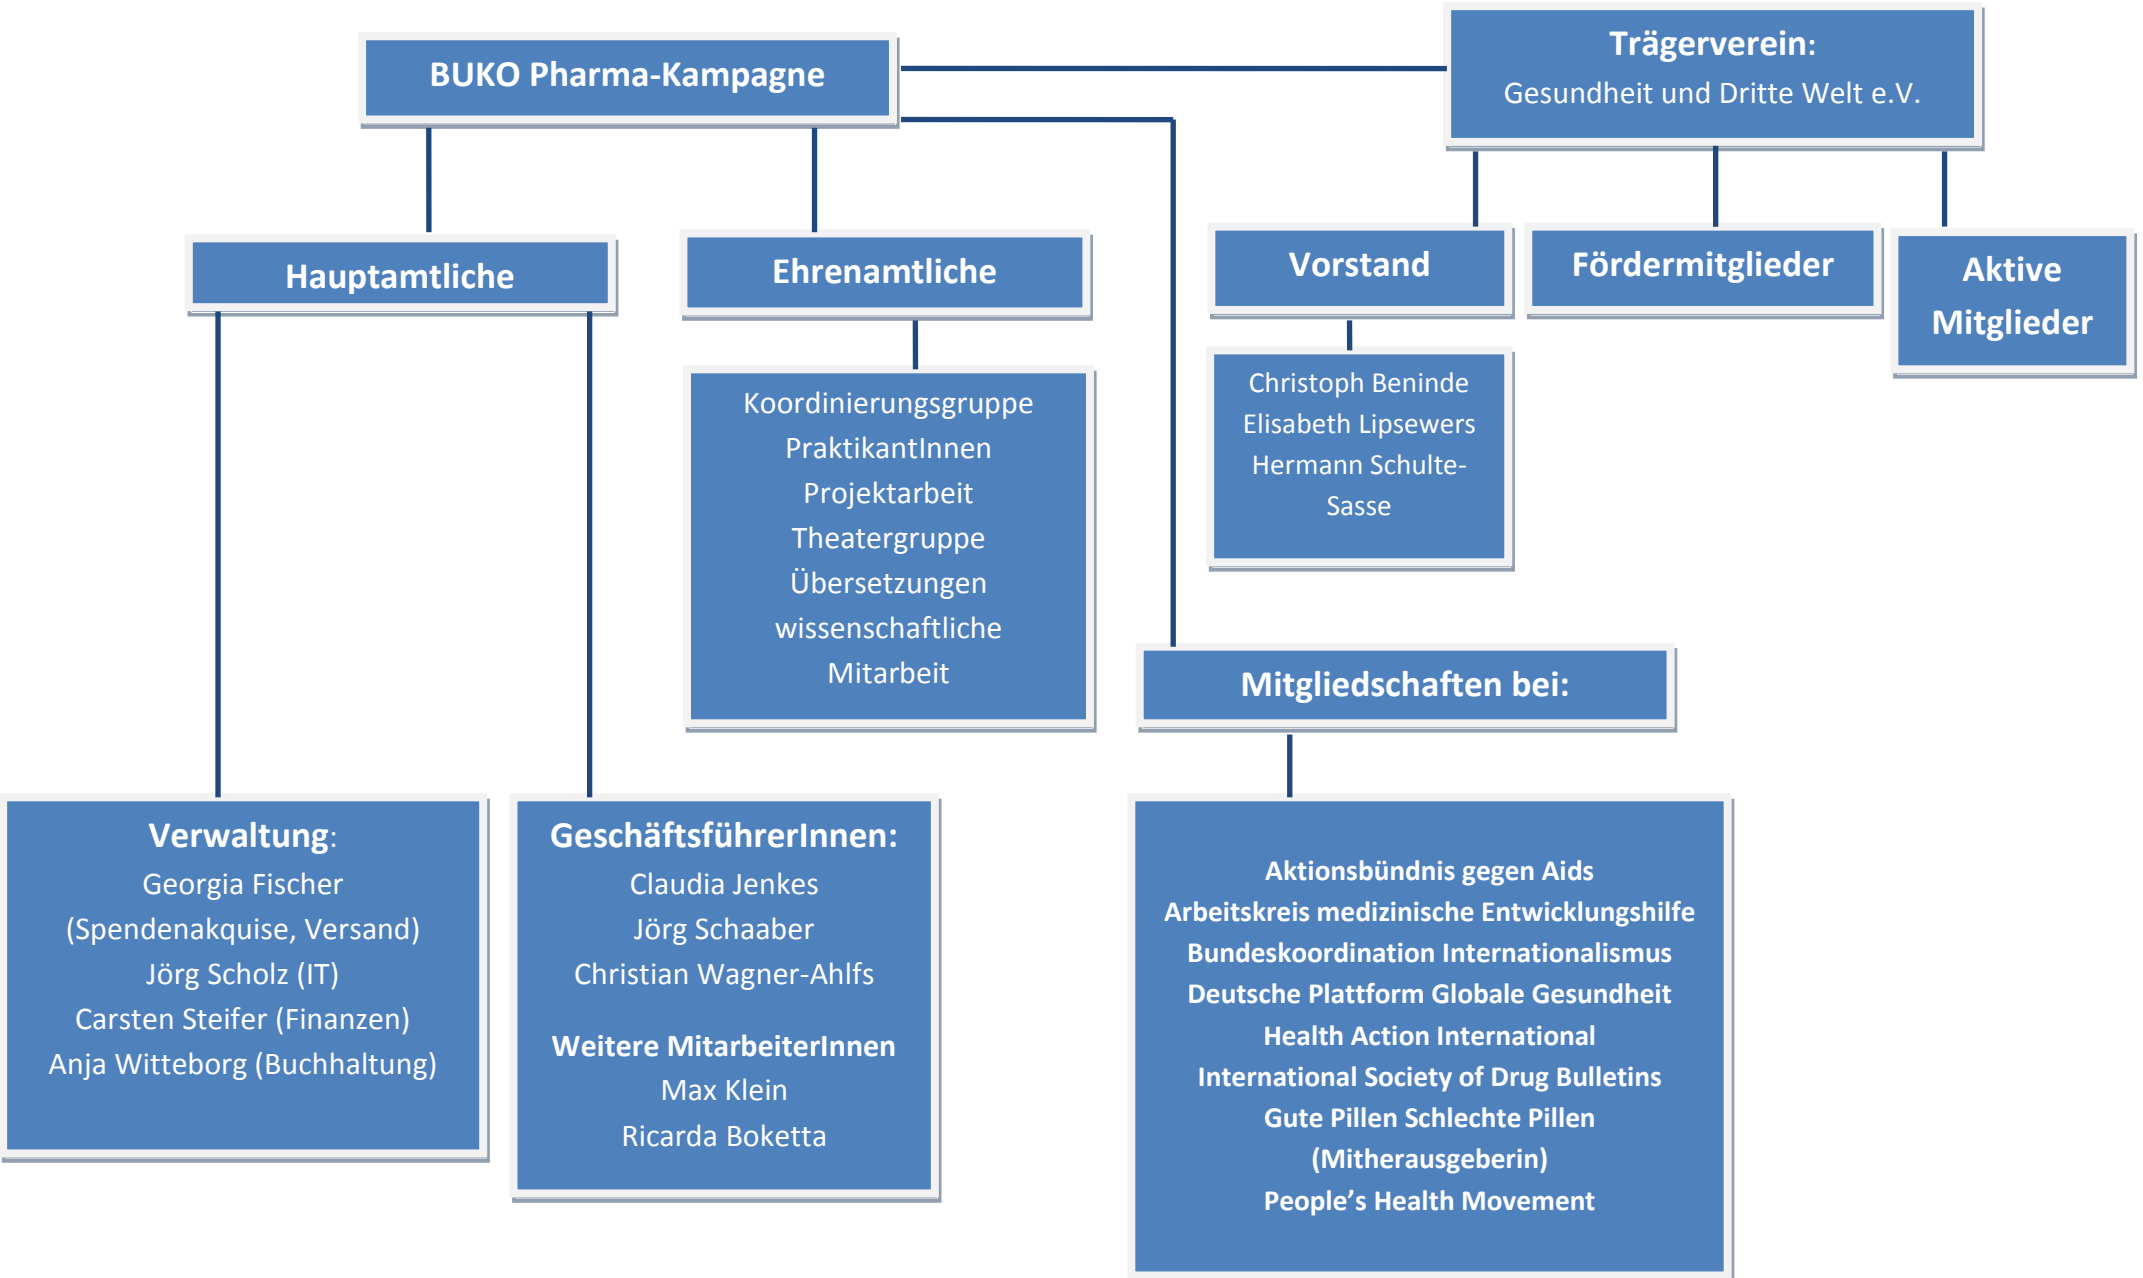 BUKO Pharma-Kampagne
Trägerverein:
Gesundheit und Dritte Welt e.V.
Hauptamtliche
Ehrenamtliche
Vorstand
Fördermitglieder
Aktive
Mitglieder
Koordinierungsgruppe
PraktikantInnen
Projektarbeit
Theatergruppe
Übersetzungen
wissenschaftliche
Mitarbeit
Christoph Beninde
Elisabeth Lipsewers
Hermann Schulte-
Sasse
Mitgliedschaften bei:
Verwaltung:
Georgia Fischer
(Spendenakquise, Versand)
Jörg Scholz (IT)
Carsten Steifer (Finanzen)
Anja Witteborg (Buchhaltung)
GeschäftsführerInnen:
Claudia Jenkes
Jörg Schaaber
Christian Wagner-Ahlfs
Weitere MitarbeiterInnen
Max Klein
Ricarda Boketta
Aktionsbündnis gegen Aids
Arbeitskreis medizinische Entwicklungshilfe
Bundeskoordination Internationalismus
Deutsche Plattform Globale Gesundheit
Health Action International
International Society of Drug Bulletins
Gute Pillen Schlechte Pillen
(Mitherausgeberin)
People’s Health Movement